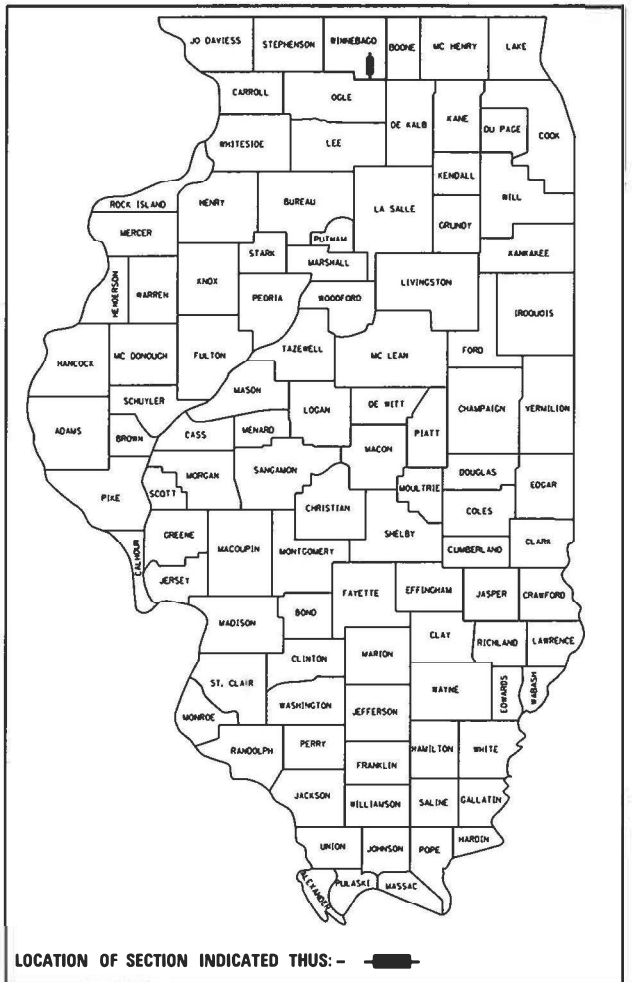 JO DAVIESS STEPHENSON WINNEBAGO BOONE MC HENRY LAKE
CARROLL OGLE DE KALB KANE DU PAGE COOK
WHITESIDE LEE KENDALL WILL
ROCK ISLAND HENRY BUREAU LA SALLE GRUNDY
MERCER STARK PUTNAM MARSHALL KANKAKEE
HENDERSON WARREN KNOX PEORIA WOODFORD LIVINGSTON IROQUOIS
HANCOCK MC DONOUGH FULTON TAZEWELL MC LEAN FORD
SCHUYLER MASON LOGAN DE WITT CHAMPAIGN VERMILION
ADAMS BROWN CASS MENARD MACON PIATT
PIKE SCOTT MORGAN SANGAMON CHRISTIAN MOULTRIE DOUGLAS EDGAR
COLES
CALHOUR GREENE MACOUPIN MONTGOMERY SHELBY CUMBERLAND CLARK
JERSEY FAYETTE EFFINGHAM JASPER CRAWFORD
MADISON BOND CLAY RICHLAND LAWRENCE
CLINTON MARION
ST. CLAIR WASHINGTON WAYNE EDWARDS WABASH
MONROE JEFFERSON
RANDOLPH PERRY FRANKLIN HAMILTON WHITE
JACKSON WILLIAMSON SALINE GALLATIN
UNION JOHNSON POPE HARDIN
ALEXANDER PULASKI MASSAC
LOCATION OF SECTION INDICATED THUS: -